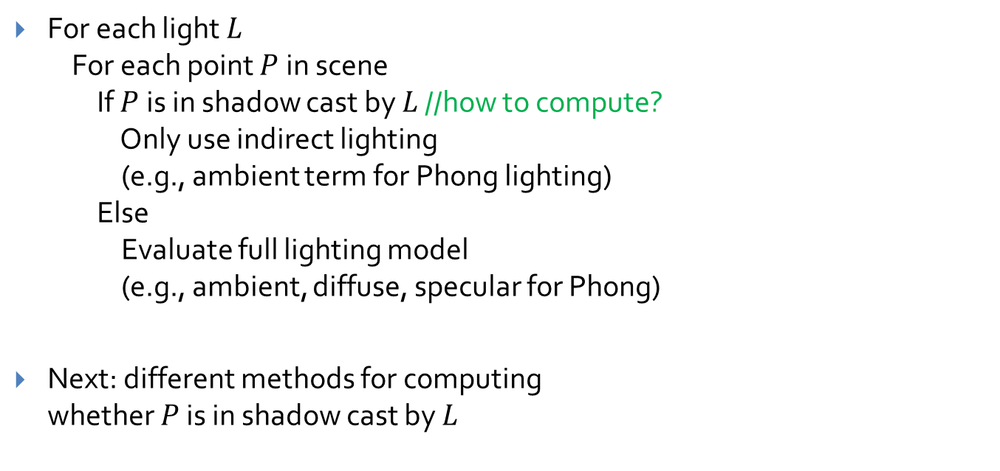 For each light L
For each point P in scene
If P is in shadow cast by L //how to compute?
Only use indirect lighting
(e.g., ambient term for Phong lighting)
Else
Evaluate full lighting model
(e.g., ambient, diffuse, specular for Phong)
Next: different methods for computing
whether P is in shadow cast by L